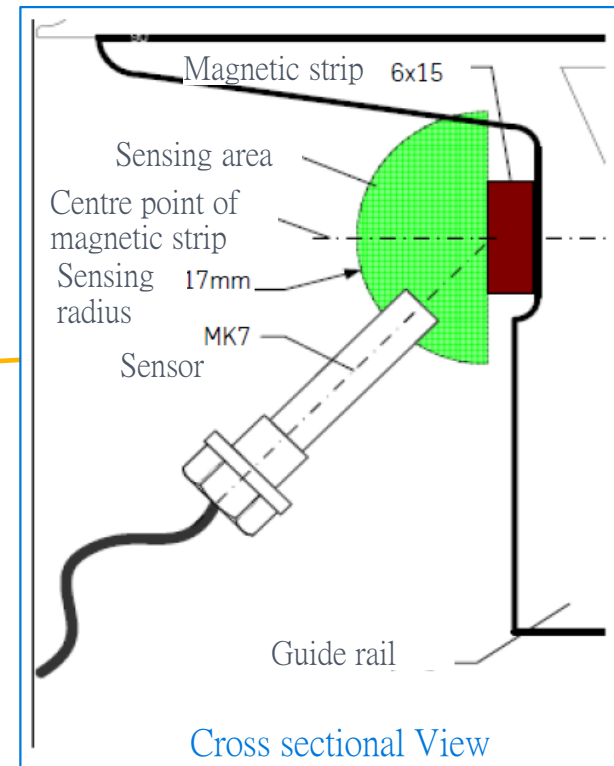 90
Magnetic strip 6x15
Sensing area
Centre point of
magnetic strip
Sensing
radius
17mm
MK7
Sensor
Guide rail
Cross sectional View